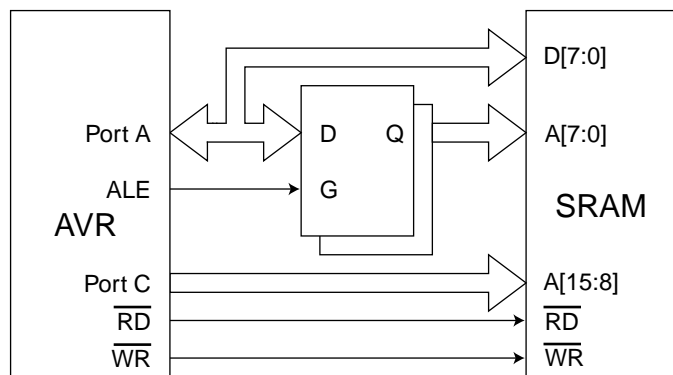 D[7:0]
Port A
D
Q
A[7:0]
ALE
G
AVR
SRAM
Port C
A[15:8]
RD
RD
WR
WR